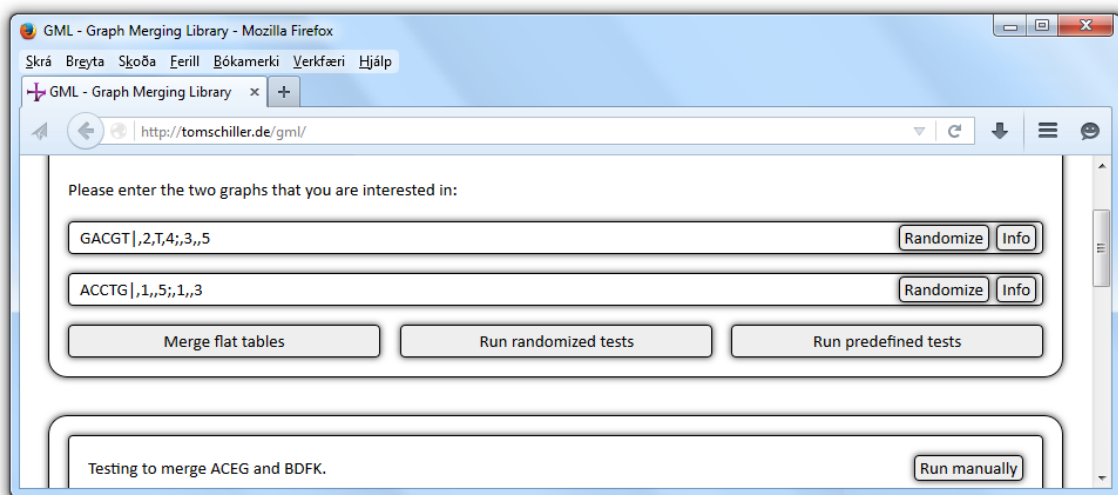 GML - Graph Merging Library - Mozilla Firefox
Skrá Breyta Skoða Ferill Bókamerki Verkfæri Hjálp
GML - Graph Merging Library × +
http://tomschiller.de/gml/
Please enter the two graphs that you are interested in:
GACGT|,2,T,4;,3,,5 Randomize Info
ACCTG|,1,,5;,1,,3 Randomize Info
Merge flat tables Run randomized tests Run predefined tests
Testing to merge ACEG and BDFK. Run manually